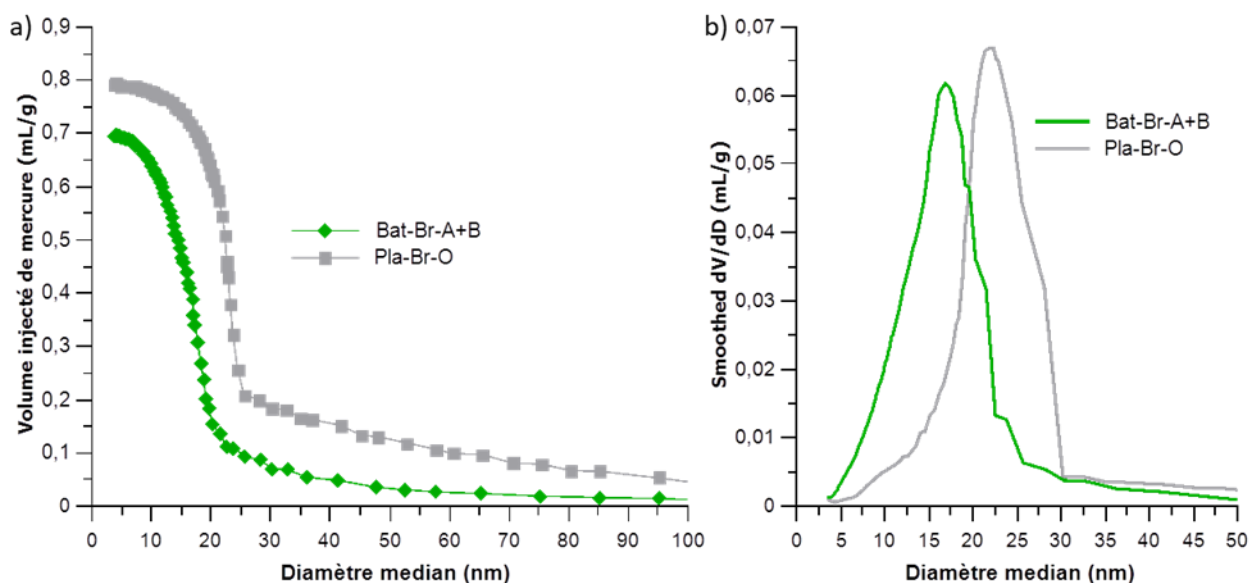 a)
Volume injecté de mercure (mL/g)
0,9
0,8
0,7
0,6
0,5
0,4
0,3
0,2
0,1
0
0 10 20 30 40 50 60 70 80 90 100
Diamètre median (nm)
Bat-Br-A+B
Pla-Br-O
b)
Smoothed dV/dD (mL/g)
0,07
0,06
0,05
0,04
0,03
0,02
0,01
0
0 5 10 15 20 25 30 35 40 45 50
Diamètre median (nm)
Bat-Br-A+B
Pla-Br-O